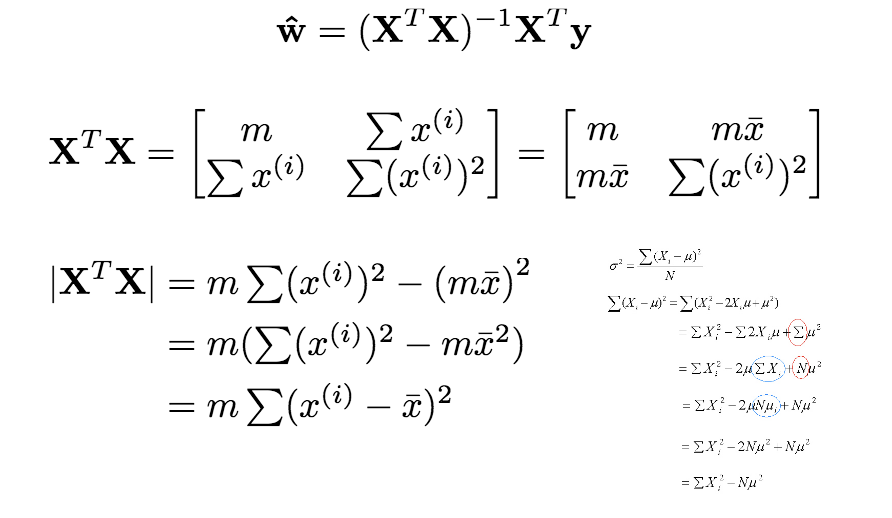 ŵ = (XᵀX)⁻¹Xᵀy
XᵀX = [m ∑x⁽ⁱ⁾; ∑x⁽ⁱ⁾ ∑(x⁽ⁱ⁾)²] = [m mx̄; mx̄ ∑(x⁽ⁱ⁾)²]
|XᵀX| = m∑(x⁽ⁱ⁾)² − (mx̄)²
= m(∑(x⁽ⁱ⁾)² − mx̄²)
= m∑(x⁽ⁱ⁾ − x̄)²
σ² = ∑(Xᵢ − μ)² / N
∑(Xᵢ − μ)² = ∑(Xᵢ² − 2Xᵢμ + μ²)
= ∑Xᵢ² − ∑2Xᵢμ + ∑μ²
= ∑Xᵢ² − 2μ∑Xᵢ + Nμ²
= ∑Xᵢ² − 2μNμᵢ + Nμ²
= ∑Xᵢ² − 2Nμ² + Nμ²
= ∑Xᵢ² − Nμ²